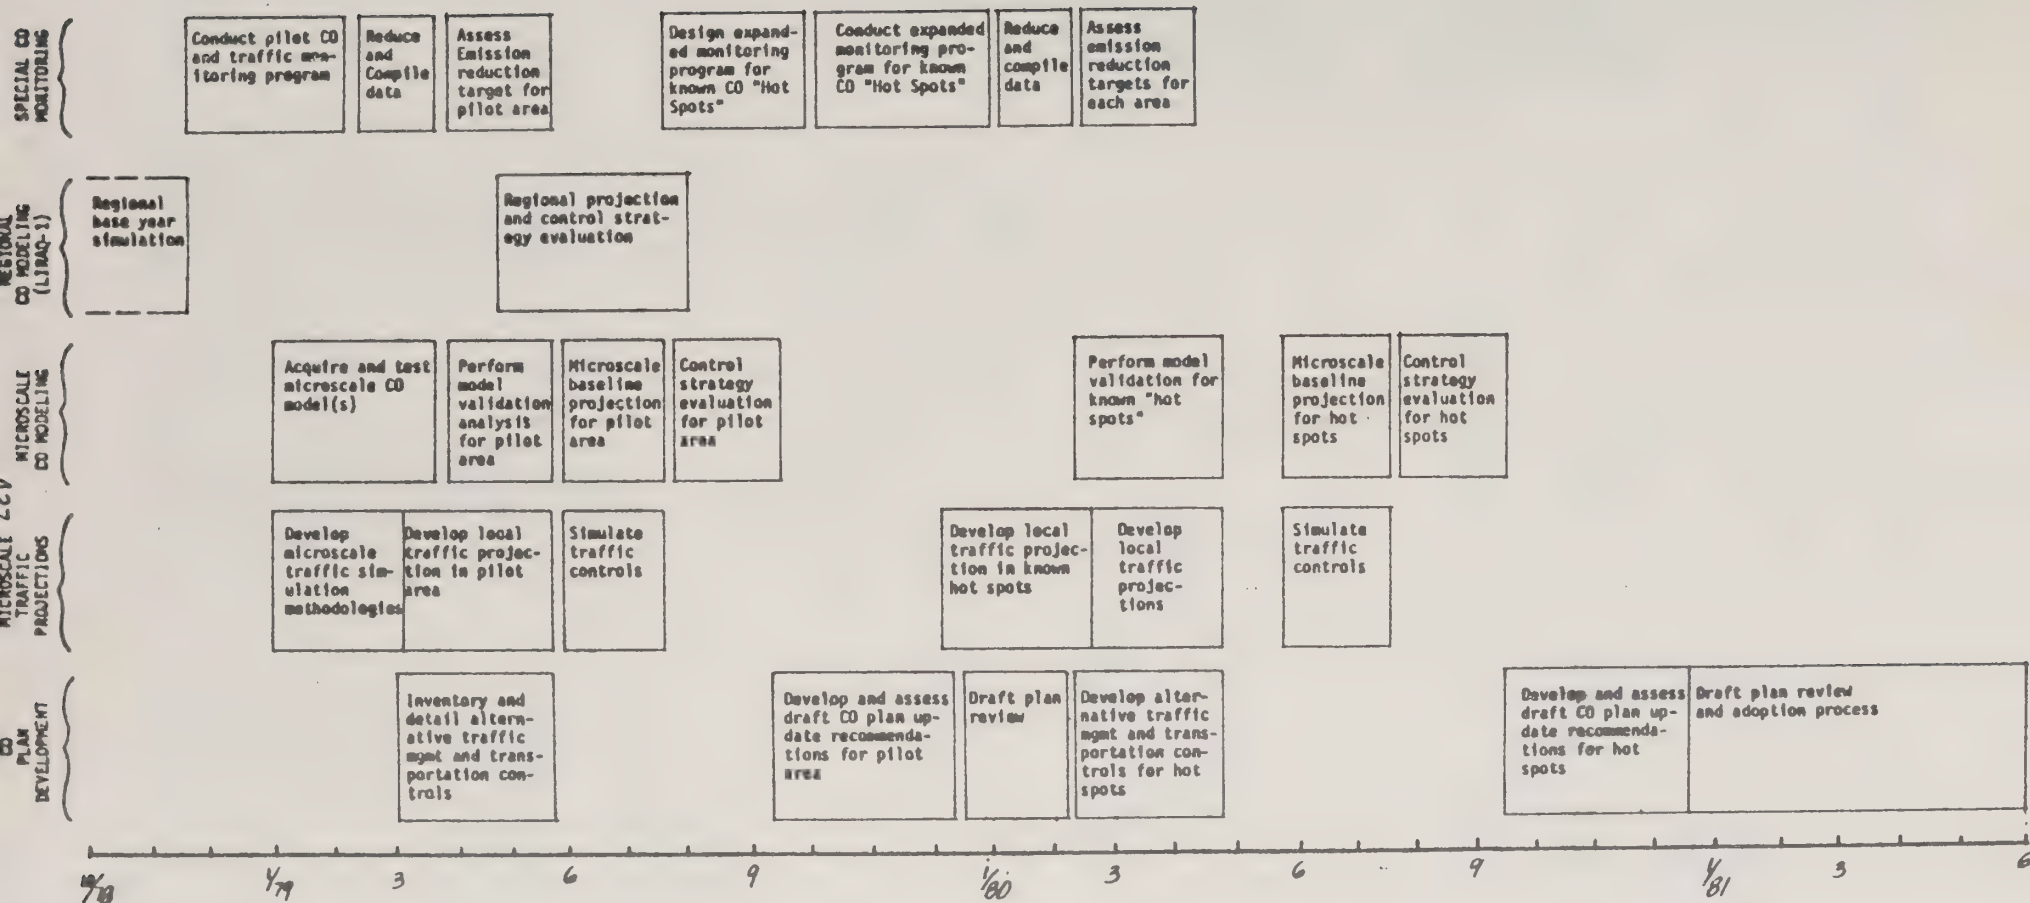 SPECIAL CO
MONITORING
Conduct pilot CO
and traffic mon-
itoring program
Reduce
and
Compile
data
Assess
Emission
reduction
target for
pilot area
Design expand-
ed monitoring
program for
known CO "Hot
Spots"
Conduct expanded
monitoring pro-
gram for known
CO "Hot Spots"
Reduce
and
compile
data
Assess
emission
reduction
targets for
each area
REGIONAL
CO MODELING
(LIRAQ-1)
Regional
base year
simulation
Regional projection
and control strat-
egy evaluation
MICROSCALE
CO MODELING
Acquire and test
microscale CO
model(s)
Perform
model
validation
analysis
for pilot
area
Microscale
baseline
projection
for pilot
area
Control
strategy
evaluation
for pilot
area
Perform model
validation for
known "hot
spots"
Microscale
baseline
projection
for hot
spots
Control
strategy
evaluation
for hot
spots
MICROSCALE
TRAFFIC
PROJECTIONS
Develop
microscale
traffic sim-
ulation
methodologies
Develop local
traffic projec-
tion in pilot
area
Simulate
traffic
controls
Develop local
traffic projec-
tion in known
hot spots
Develop
local
traffic
projec-
tions
Simulate
traffic
controls
CO
PLAN
DEVELOPMENT
Inventory and
detail altern-
ative traffic
mgmt and trans-
portation con-
trols
Develop and assess
draft CO plan up-
date recommenda-
tions for pilot
area
Draft plan
review
Develop alter-
native traffic
mgmt and trans-
portation con-
trols for hot
spots
Develop and assess
draft CO plan up-
date recommenda-
tions for hot
spots
Draft plan review
and adoption process
1/79 3 6 9 1/80 3 6 9 1/81 3 6